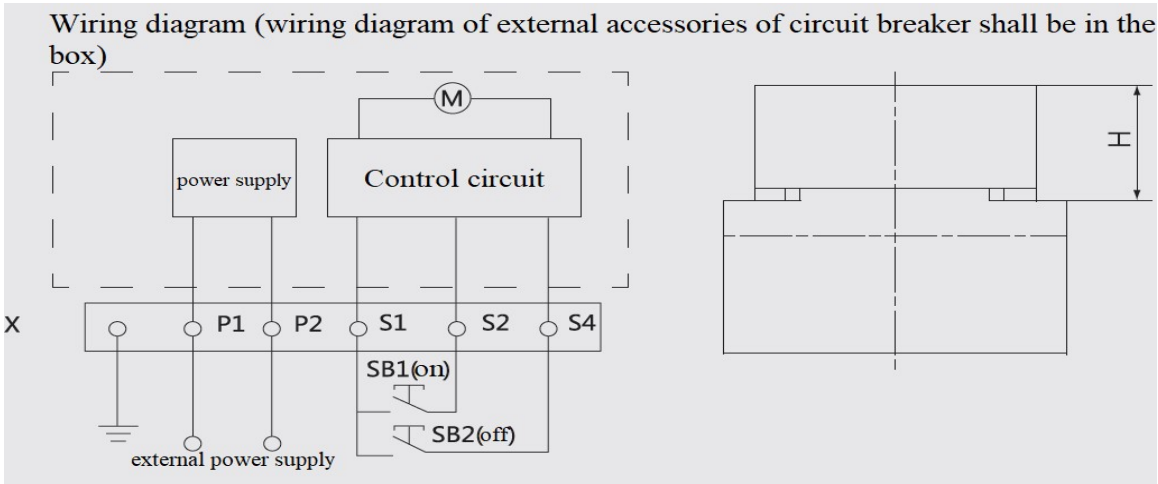 Wiring diagram (wiring diagram of external accessories of circuit breaker shall be in the
box)
M
power supply
Control circuit
H
X
P1
P2
S1
S2
S4
SB1(on)
SB2(off)
external power supply